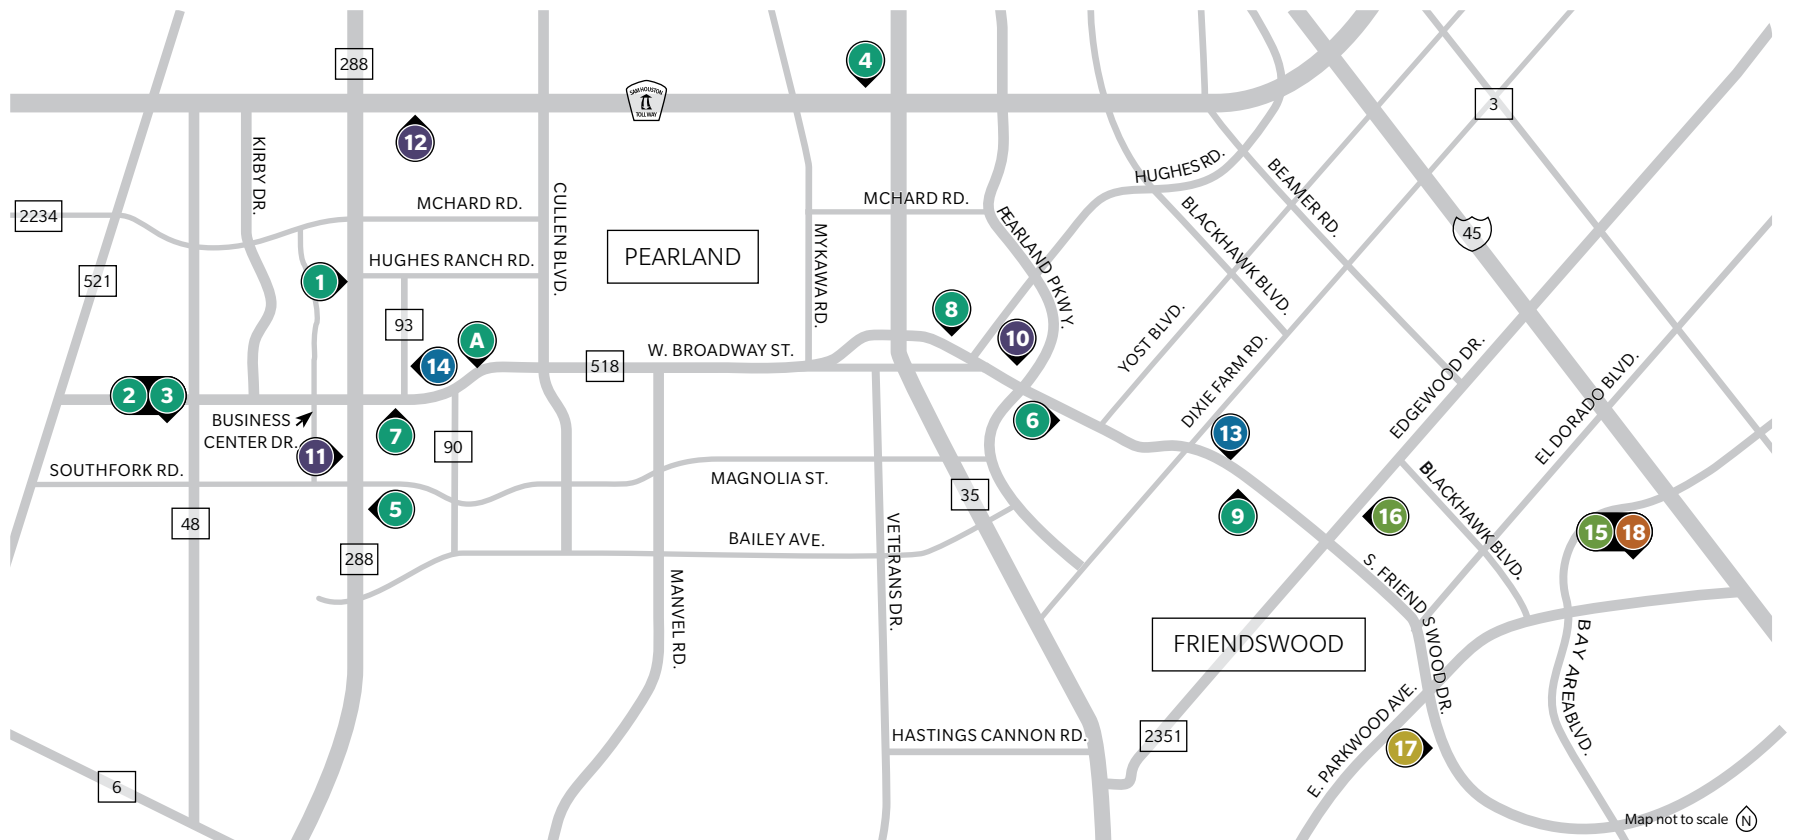 288
4
SAM HOUSTON
TOLLWAY
3
12
KIRBY DR.
HUGHES RD.
BEAMER RD.
2234
MCHARD RD.
CULLEN BLVD.
MCHARD RD.
MYKAWA RD.
PEARLAND PKWY.
BLACKHAWK BLVD.
45
PEARLAND
HUGHES RANCH RD.
521
1
93
8
10
A
14
518
W. BROADWAY ST.
YOST BLVD.
DIXIE FARM RD.
EDGEWOOD DR.
EL DORADO BLVD.
2
3
BUSINESS
CENTER DR.
7
90
6
13
11
SOUTHFORK RD.
MAGNOLIA ST.
35
BLACKHAWK BLVD.
5
48
9
16
15
18
288
BAILEY AVE.
VETERANS DR.
MANVEL RD.
S. FRIENDSWOOD DR.
FRIENDSWOOD
BAY AREA BLVD.
E. PARKWOOD AVE.
HASTINGS CANNON RD.
2351
17
6
Map not to scale
N